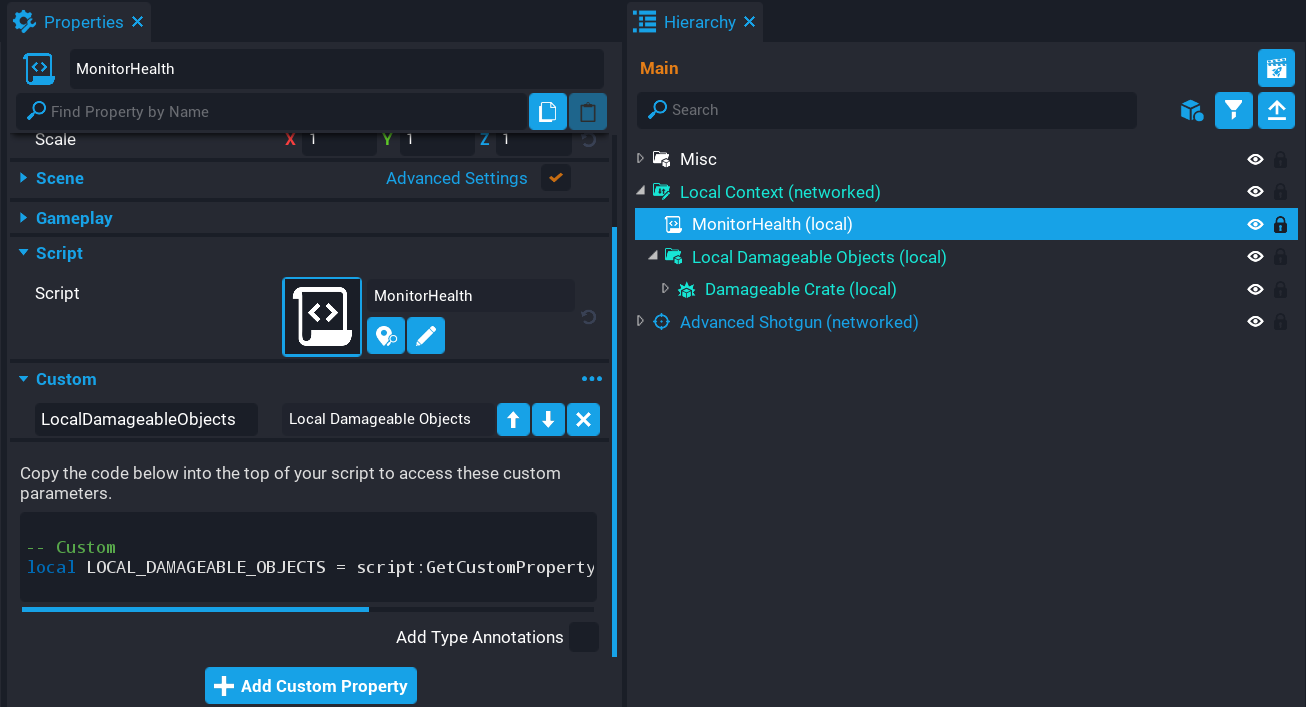 Properties
MonitorHealth
Find Property by Name
Scale X 1 Y 1 Z 1
Scene Advanced Settings
Gameplay
Script
Script
MonitorHealth
Custom
LocalDamageableObjects Local Damageable Objects
Copy the code below into the top of your script to access these custom
parameters.
-- Custom
local LOCAL_DAMAGEABLE_OBJECTS = script:GetCustomProperty
Add Type Annotations
Add Custom Property
Hierarchy
Main
Search
Misc
Local Context (networked)
MonitorHealth (local)
Local Damageable Objects (local)
Damageable Crate (local)
Advanced Shotgun (networked)